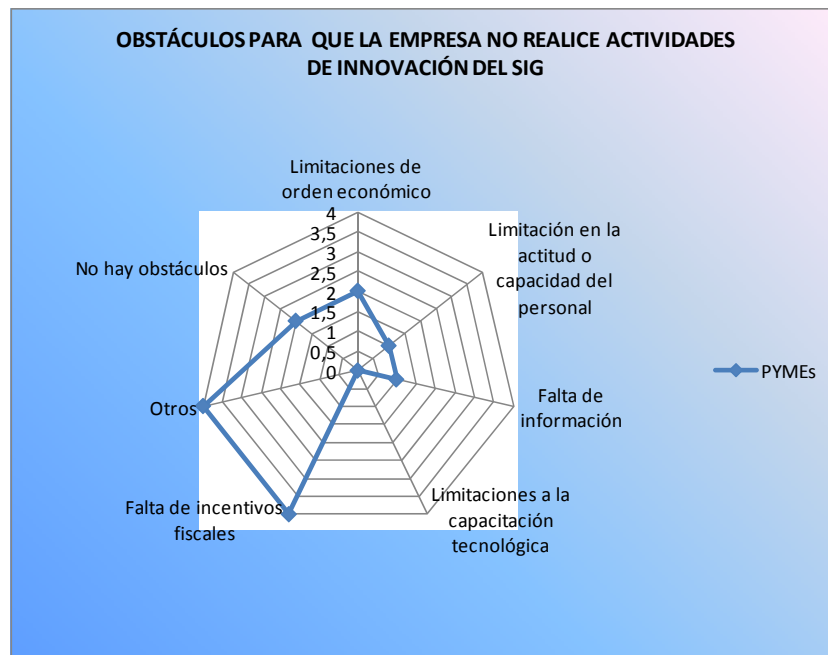 OBSTÁCULOS PARA QUE LA EMPRESA NO REALICE ACTIVIDADES
DE INNOVACIÓN DEL SIG
Limitaciones de
orden económico
Limitación en la
actitud o
capacidad del
personal
Falta de
información
Limitaciones a la
capacitación
tecnológica
Falta de incentivos
fiscales
Otros
No hay obstáculos
4
3,5
3
2,5
2
1,5
1
0,5
0
PYMEs